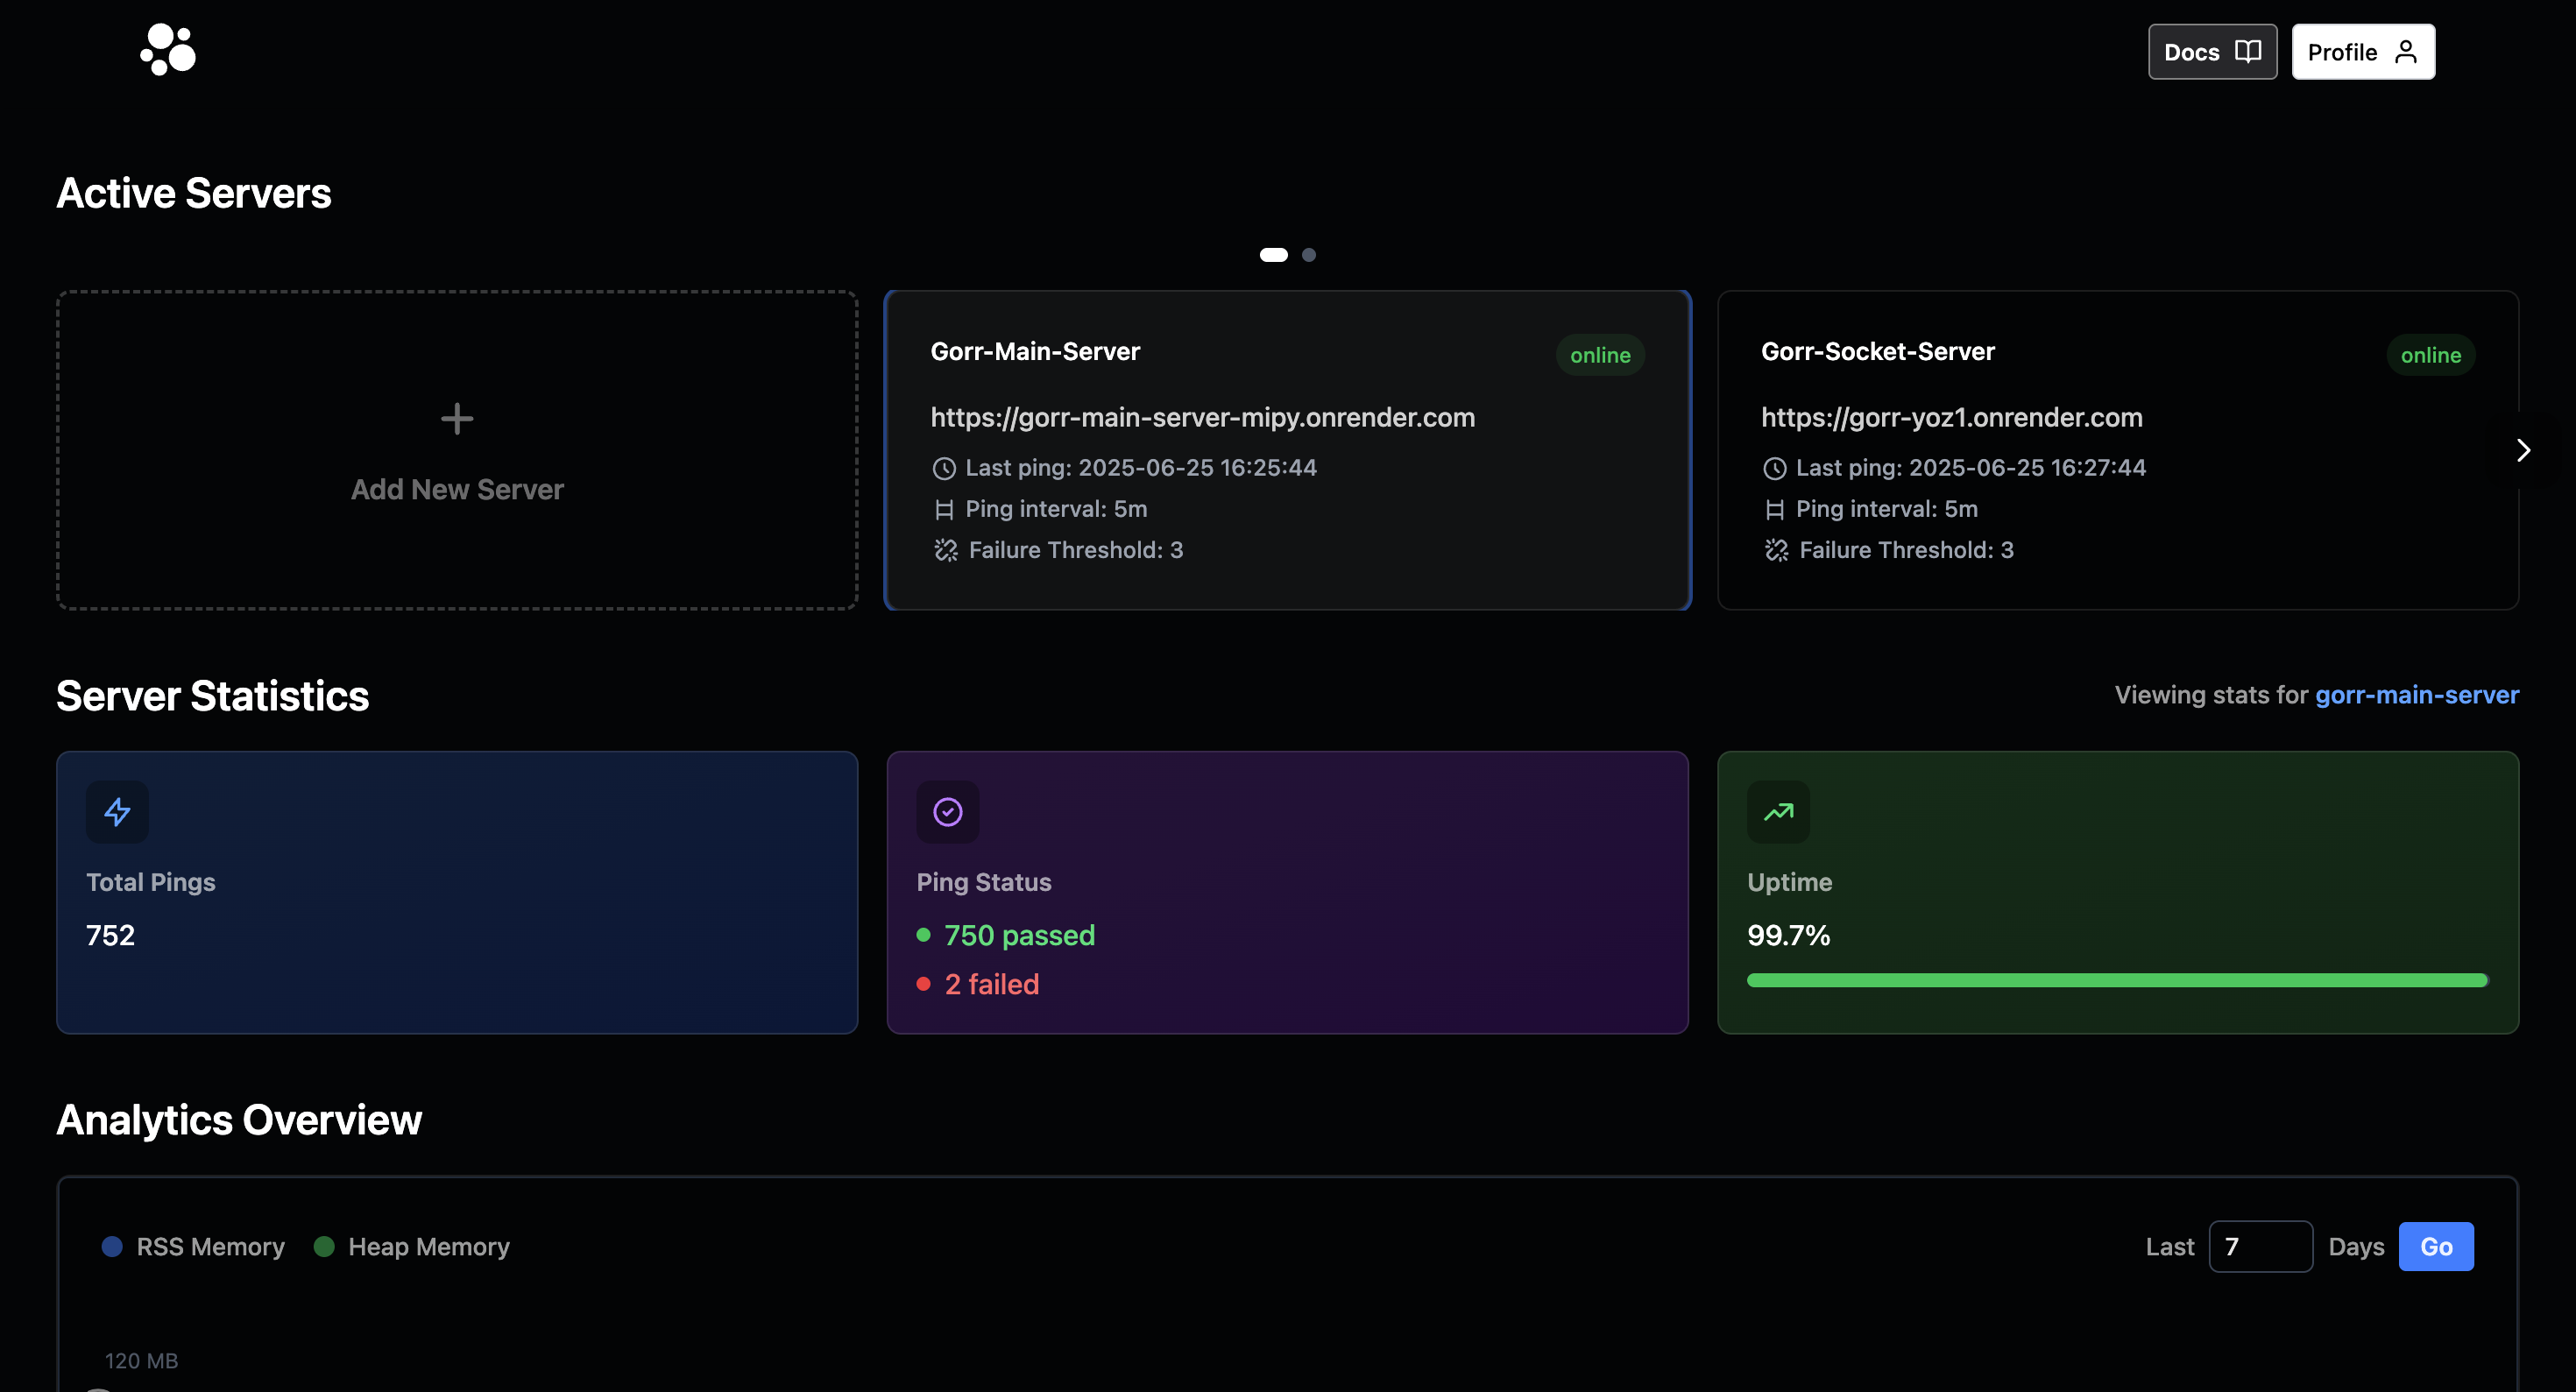 Docs
Profile
Active Servers
Add New Server
Gorr-Main-Server
online
https://gorr-main-server-mipy.onrender.com
Last ping: 2025-06-25 16:25:44
Ping interval: 5m
Failure Threshold: 3
Gorr-Socket-Server
online
https://gorr-yoz1.onrender.com
Last ping: 2025-06-25 16:27:44
Ping interval: 5m
Failure Threshold: 3
Server Statistics
Viewing stats for gorr-main-server
Total Pings
752
Ping Status
750 passed
2 failed
Uptime
99.7%
Analytics Overview
RSS Memory
Heap Memory
Last 7 Days Go
120 MB